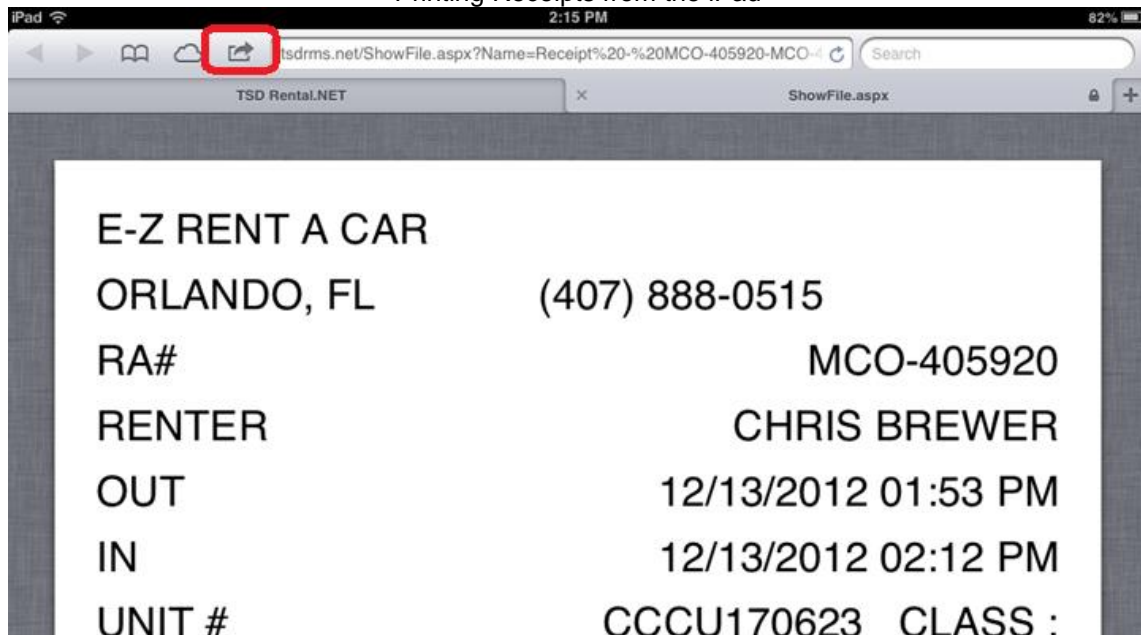 Printing Receipts from the iPad
iPad 2:15 PM 82%
tsdrms.net/ShowFile.aspx?Name=Receipt%20-%20MCO-405920-MCO-4 Search
TSD Rental.NET × ShowFile.aspx +
E-Z RENT A CAR
ORLANDO, FL (407) 888-0515
RA# MCO-405920
RENTER CHRIS BREWER
OUT 12/13/2012 01:53 PM
IN 12/13/2012 02:12 PM
UNIT # CCCU170623 CLASS :